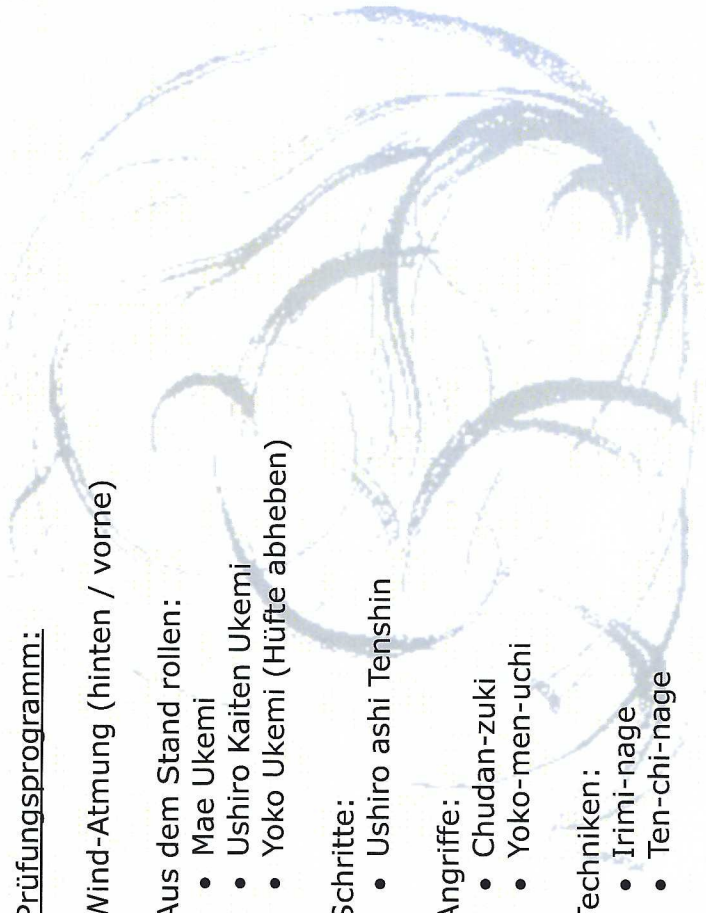 Prüfungsprogramm:
Wind-Atmung (hinten / vorne)
Aus dem Stand rollen:
• Mae Ukemi
• Ushiro Kaiten Ukemi
• Yoko Ukemi (Hüfte abheben)
Schritte:
• Ushiro ashi Tenshin
Angriffe:
• Chudan-zuki
• Yoko-men-uchi
Techniken:
• Irimi-nage
• Ten-chi-nage